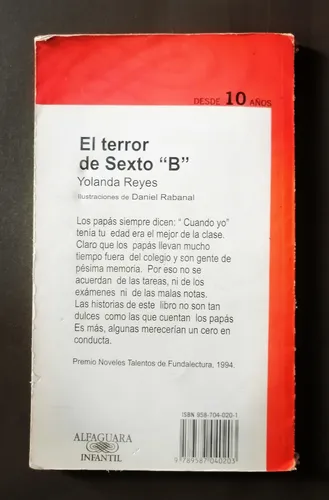 DESDE 10 AÑOS
El terror
de Sexto “B”
Yolanda Reyes
Ilustraciones de Daniel Rabanal
Los papás siempre dicen: “ Cuando yo”
tenía tu edad era el mejor de la clase.
Claro que los papás llevan mucho
tiempo fuera del colegio y son gente de
pésima memoria. Por eso no se
acuerdan de las tareas, ni de los
exámenes ni de las malas notas.
Las historias de este libro no son tan
dulces como las que cuentan los papás
Es más, algunas merecerían un cero en
conducta.
Premio Noveles Talentos de Fundalectura, 1994.
ISBN 958-704-020-1
9 789587 040203
ALFAGUARA
INFANTIL